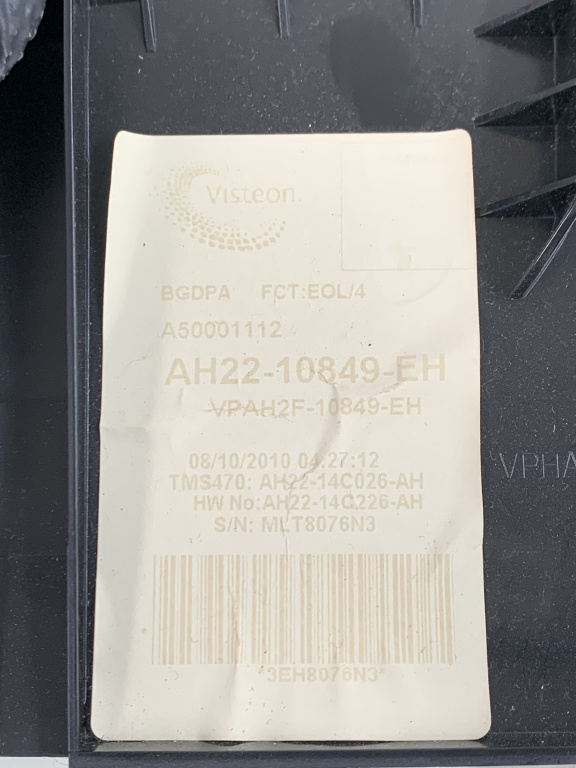 Visteon
BGDPA FCT:EOL/4
A50001112
AH22-10849-EH
VPAH2F-10849-EH
08/10/2010 04:27:12
TMS470: AH22-14C026-AH
HW No:AH22-14C226-AH
S/N: MLT8076N3
*3EH8076N3*
VPHA